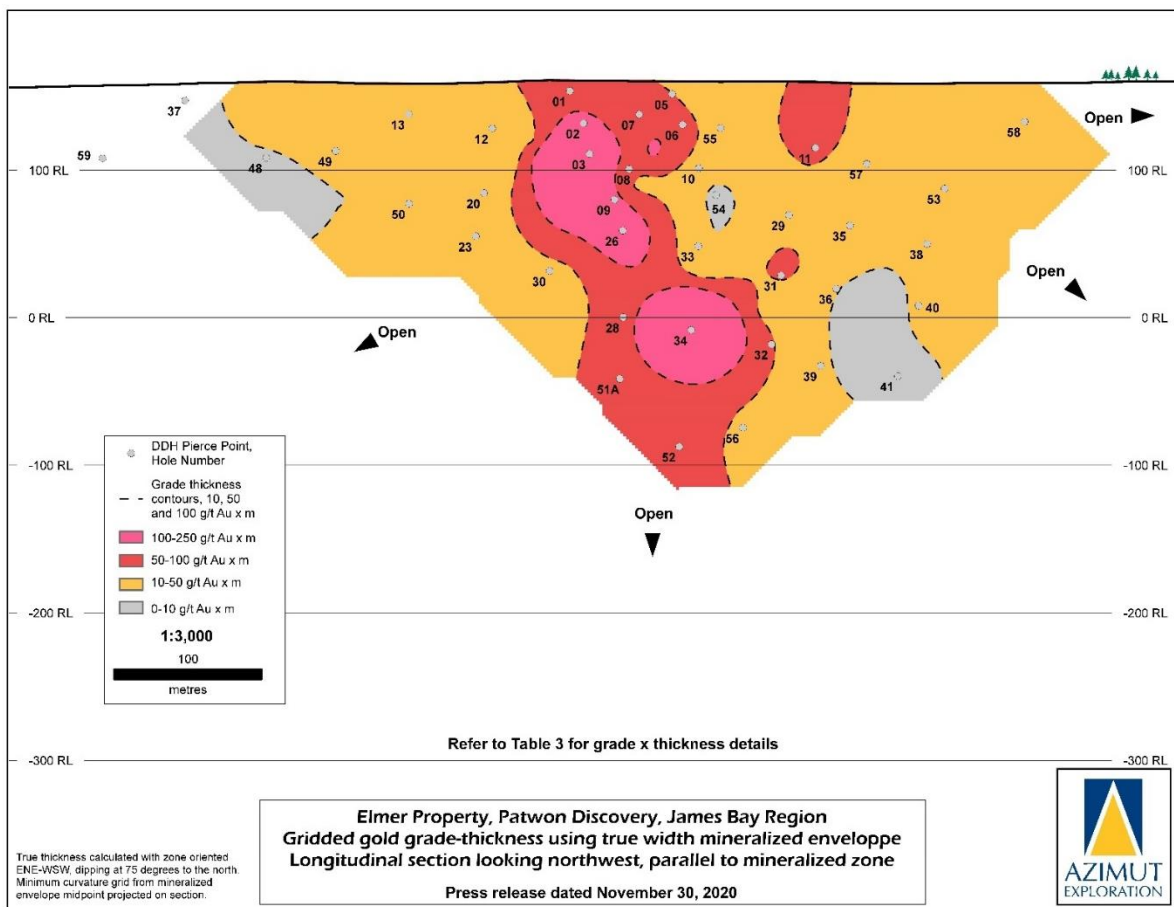 37
01
05
02
07
06
13
12
55
58
Open
59
48
49
03
11
08
10
57
100 RL
100 RL
50
20
09
54
53
29
23
26
35
33
38
30
31
36
40
0 RL
0 RL
28
34
32
Open
Open
51A
39
41
56
52
-100 RL
-100 RL
Open
DDH Pierce Point,
Hole Number
Grade thickness
contours, 10, 50
and 100 g/t Au x m
100-250 g/t Au x m
50-100 g/t Au x m
10-50 g/t Au x m
0-10 g/t Au x m
1:3,000
100
metres
-200 RL
-200 RL
Refer to Table 3 for grade x thickness details
-300 RL
-300 RL
Elmer Property, Patwon Discovery, James Bay Region
Gridded gold grade-thickness using true width mineralized enveloppe
Longitudinal section looking northwest, parallel to mineralized zone
Press release dated November 30, 2020
True thickness calculated with zone oriented
ENE-WSW, dipping at 75 degrees to the north.
Minimum curvature grid from mineralized
envelope midpoint projected on section.
AZIMUT
EXPLORATION